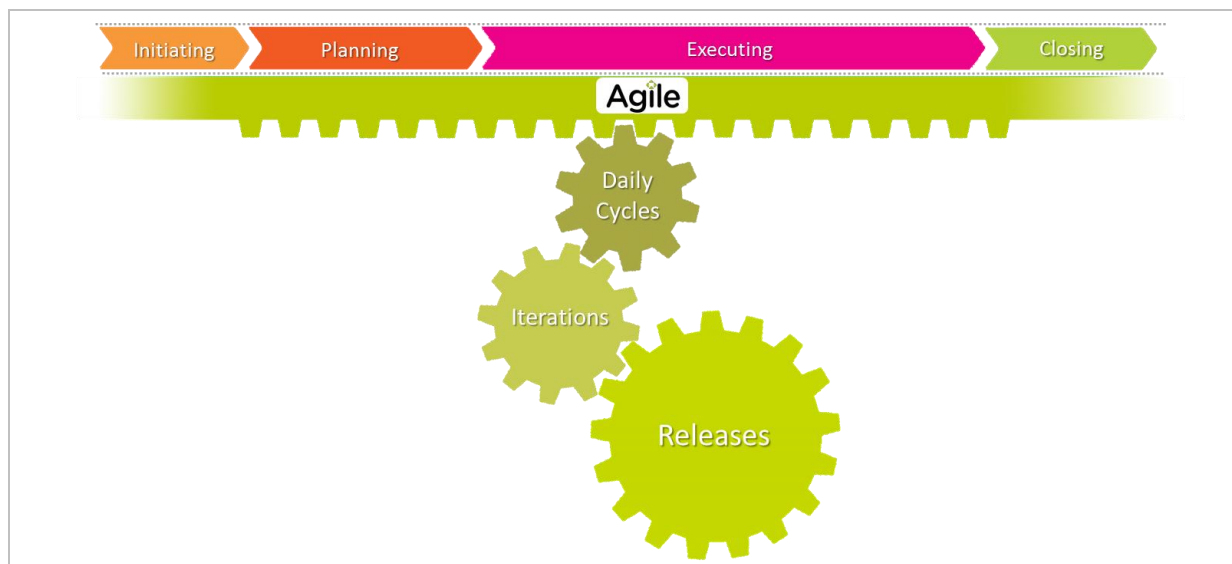 Initiating
Planning
Executing
Closing
Agile
Daily
Cycles
Iterations
Releases